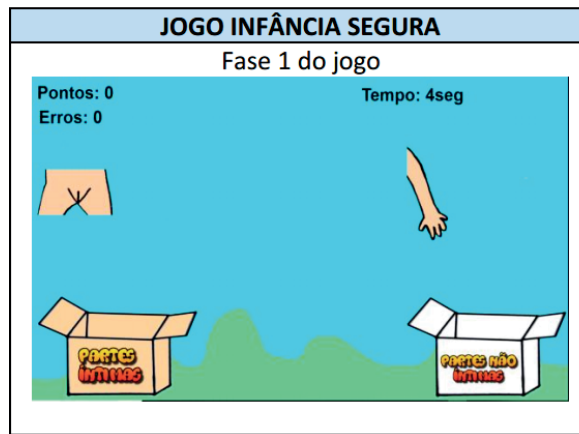 JOGO INFÂNCIA SEGURA
Fase 1 do jogo
Pontos: 0
Tempo: 4seg
Erros: 0
PARTES
ÍNTIMAS
PARTES NÃO
ÍNTIMAS